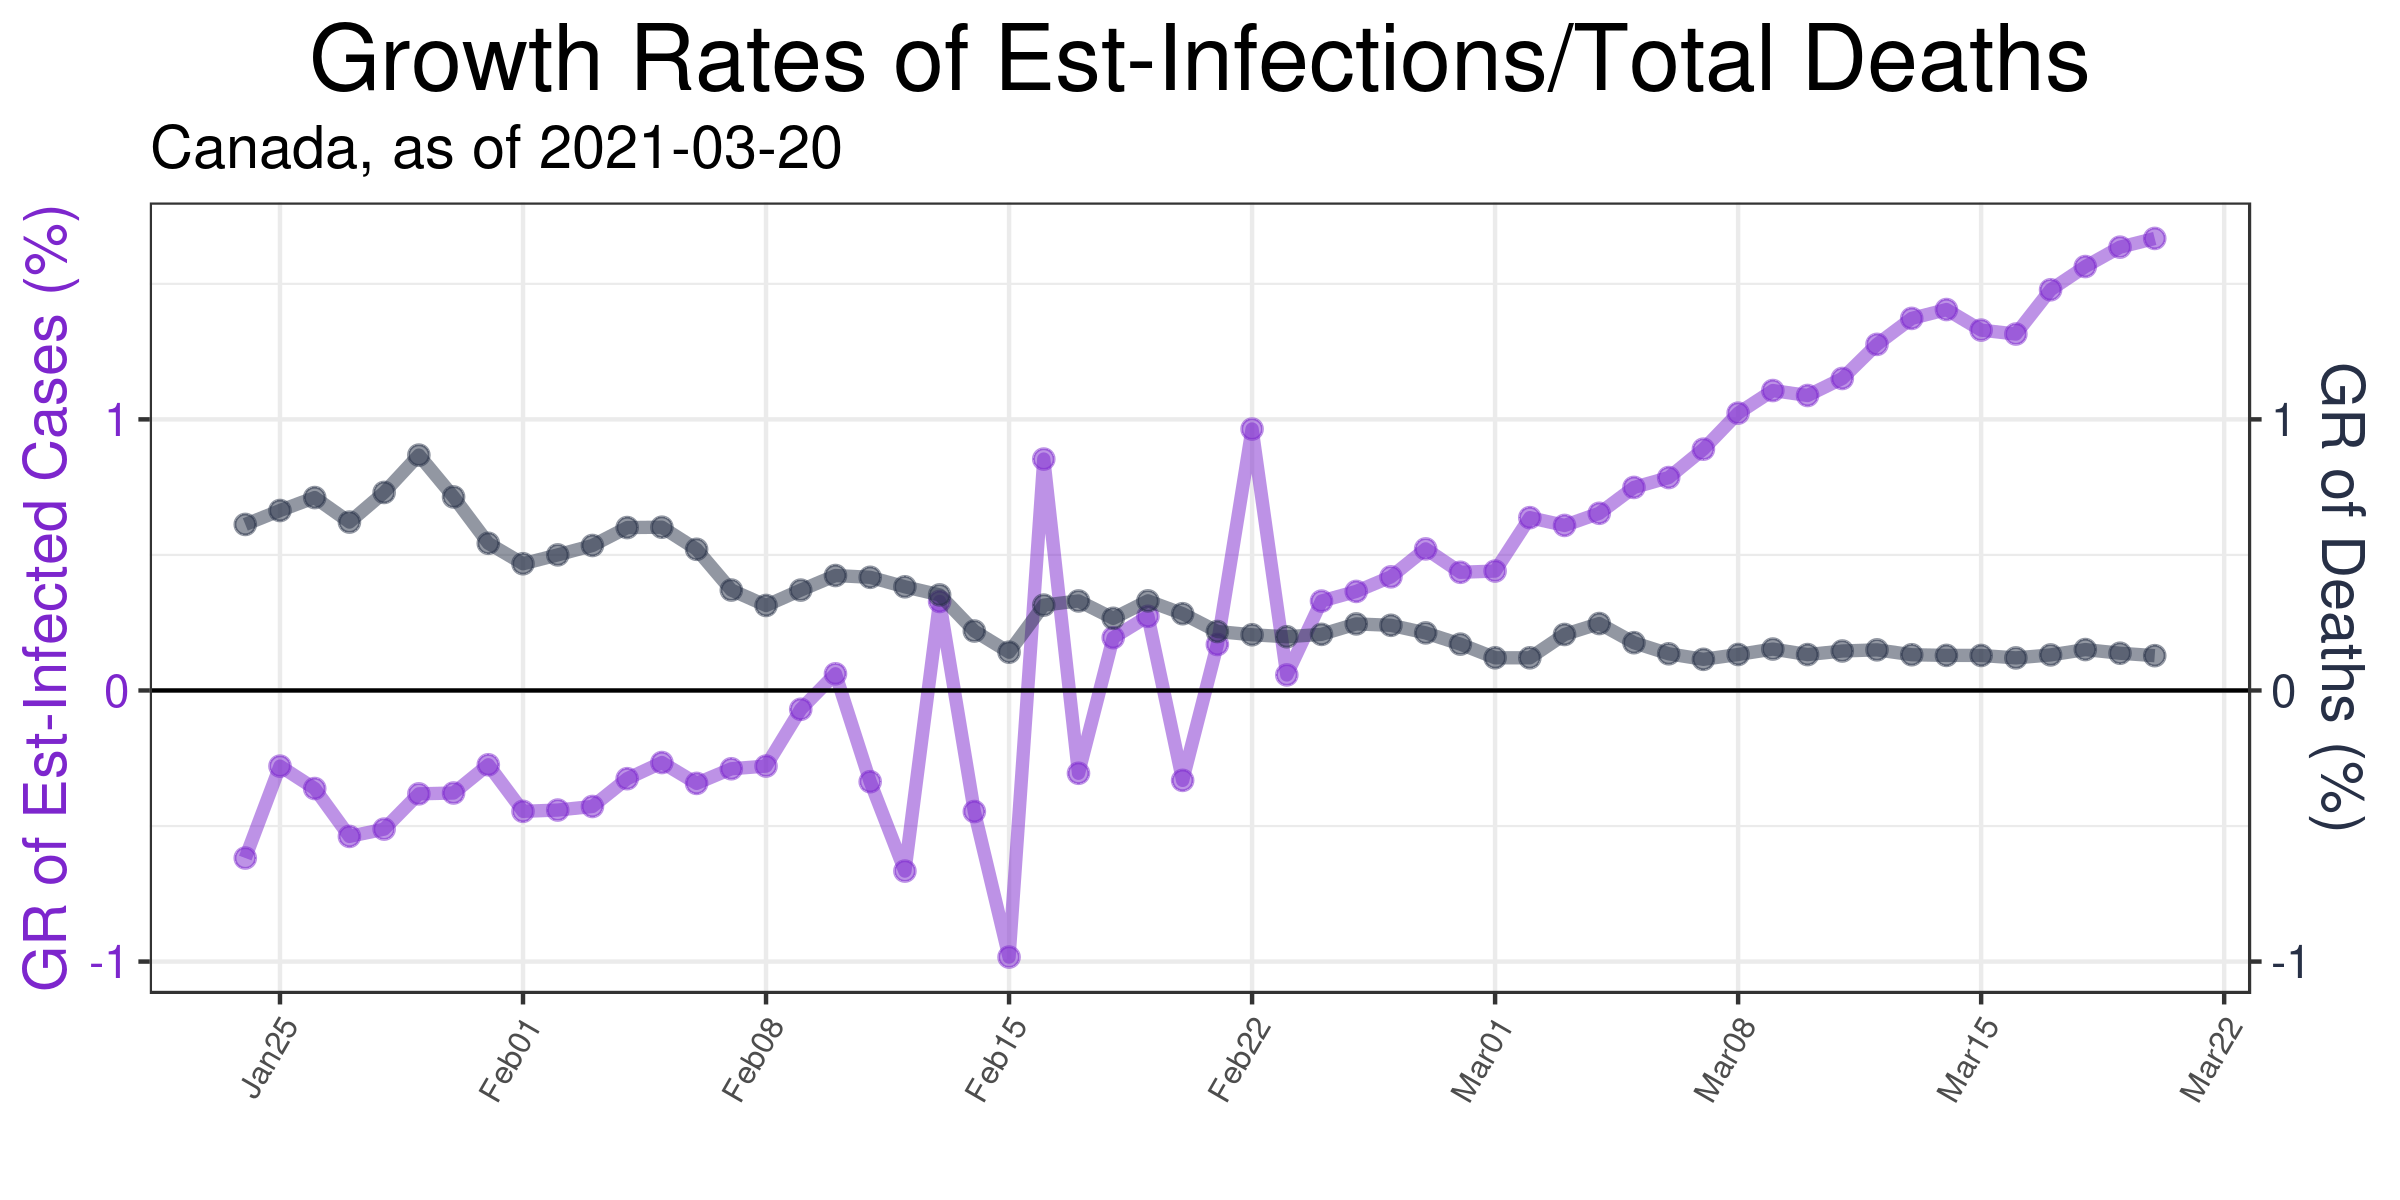 Growth Rates of Est-Infections/Total Deaths
Canada, as of 2021-03-20
GR of Est-Infected Cases (%)
1
0
-1
1
0
-1
GR of Deaths (%)
Jan25
Feb01
Feb08
Feb15
Feb22
Mar01
Mar08
Mar15
Mar22